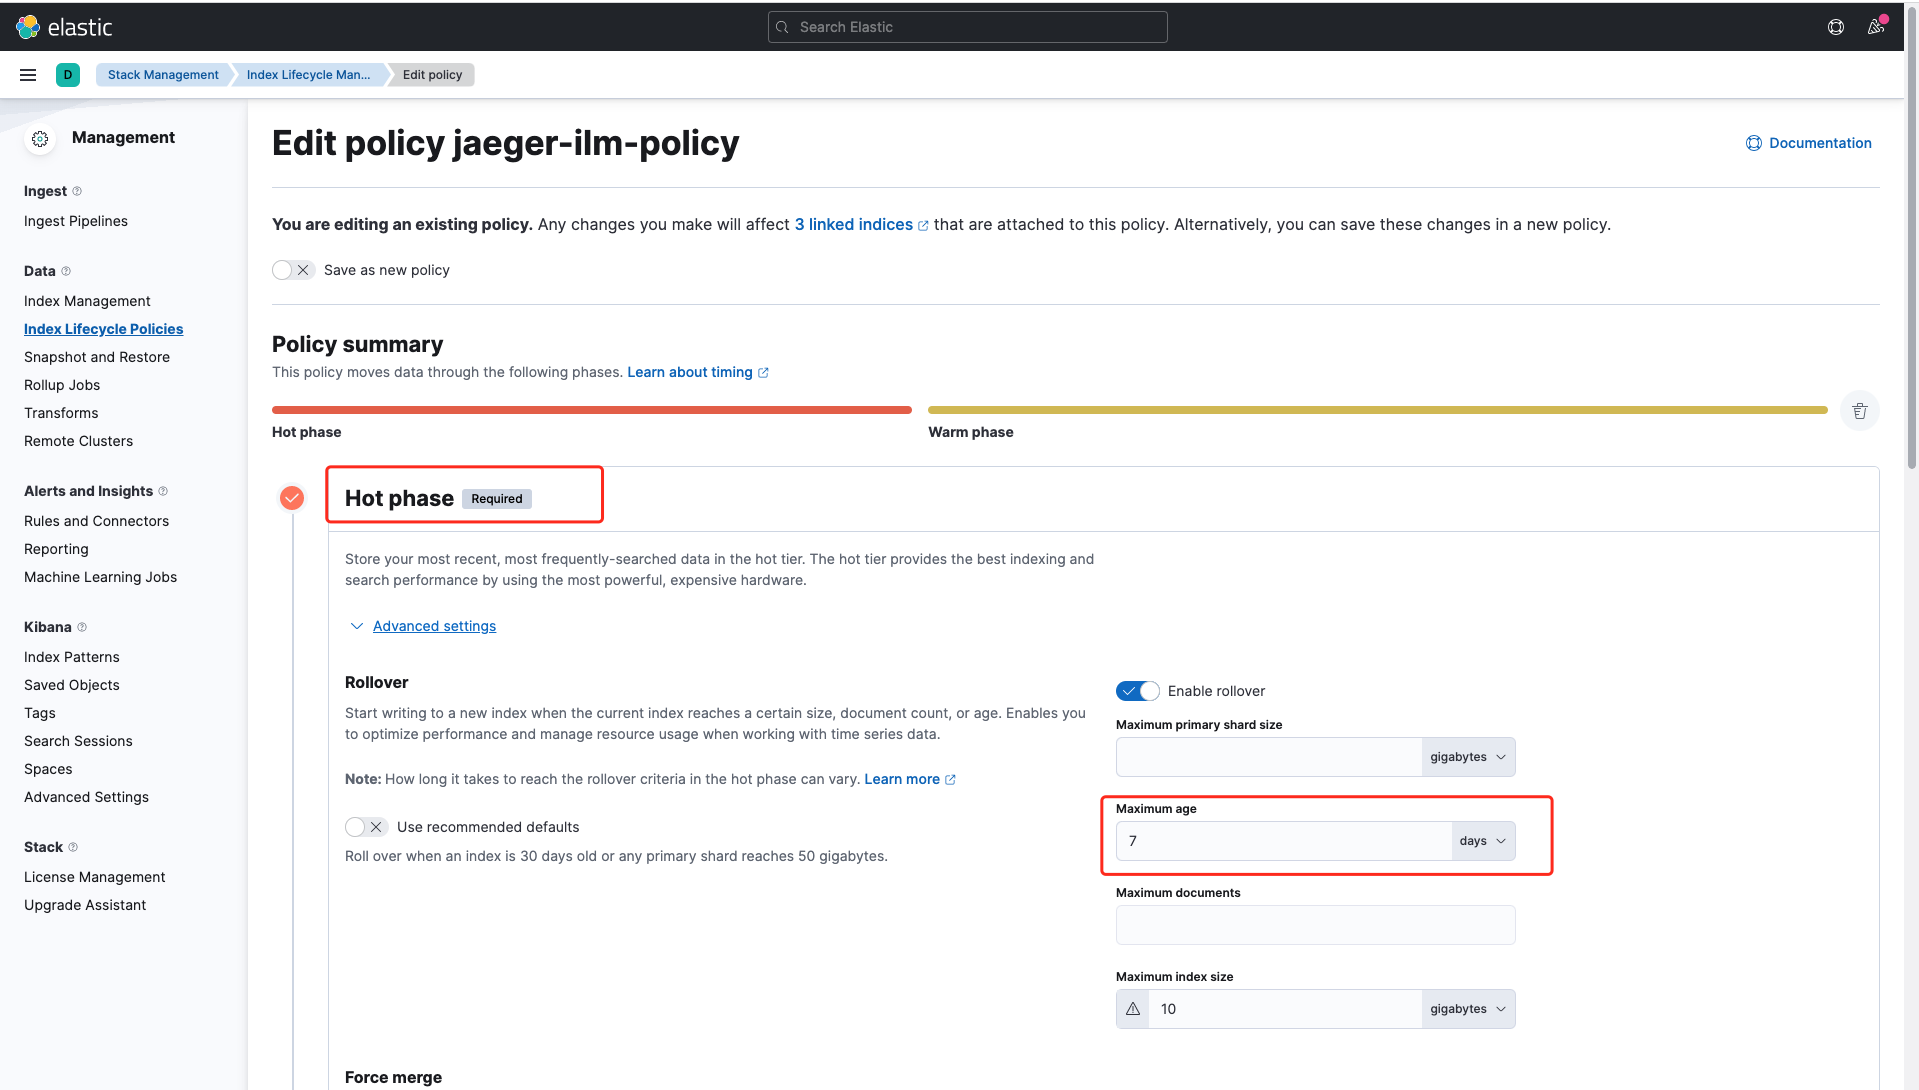 elastic
Search Elastic
D
Stack Management
Index Lifecycle Man...
Edit policy
Management
Ingest
Ingest Pipelines
Data
Index Management
Index Lifecycle Policies
Snapshot and Restore
Rollup Jobs
Transforms
Remote Clusters
Alerts and Insights
Rules and Connectors
Reporting
Machine Learning Jobs
Kibana
Index Patterns
Saved Objects
Tags
Search Sessions
Spaces
Advanced Settings
Stack
License Management
Upgrade Assistant
Edit policy jaeger-ilm-policy
Documentation
You are editing an existing policy. Any changes you make will affect 3 linked indices that are attached to this policy. Alternatively, you can save these changes in a new policy.
Save as new policy
Policy summary
This policy moves data through the following phases. Learn about timing
Hot phase
Warm phase
Hot phase Required
Store your most recent, most frequently-searched data in the hot tier. The hot tier provides the best indexing and
search performance by using the most powerful, expensive hardware.
Advanced settings
Rollover
Start writing to a new index when the current index reaches a certain size, document count, or age. Enables you
to optimize performance and manage resource usage when working with time series data.
Note: How long it takes to reach the rollover criteria in the hot phase can vary. Learn more
Use recommended defaults
Roll over when an index is 30 days old or any primary shard reaches 50 gigabytes.
Enable rollover
Maximum primary shard size
gigabytes
Maximum age
7 days
Maximum documents
Maximum index size
10 gigabytes
Force merge